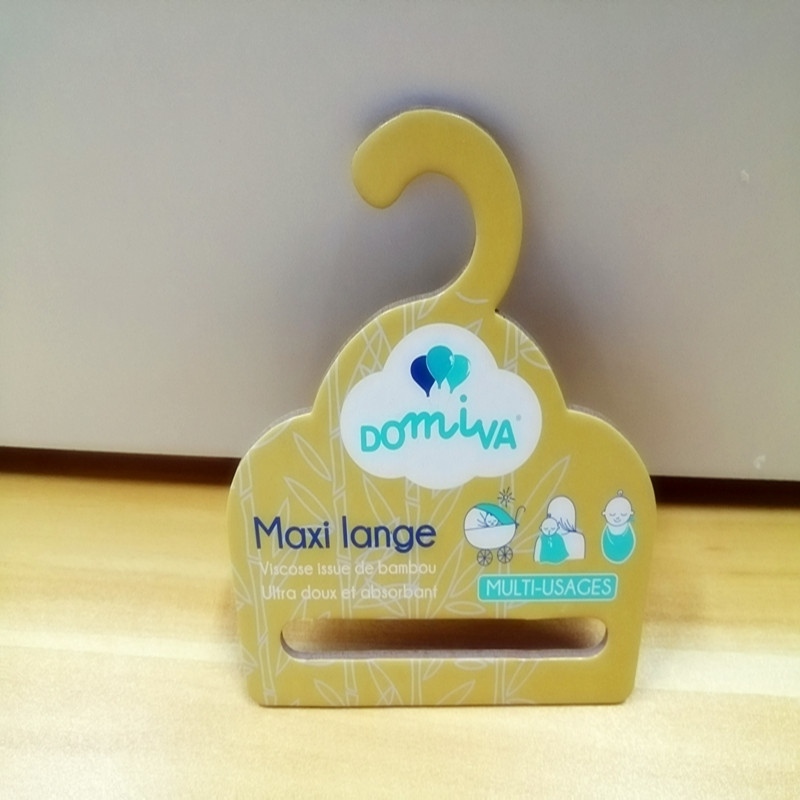 DOMIVA®
Maxi lange
Viscose issue de bambou
Ultra doux et absorbant
MULTI-USAGES